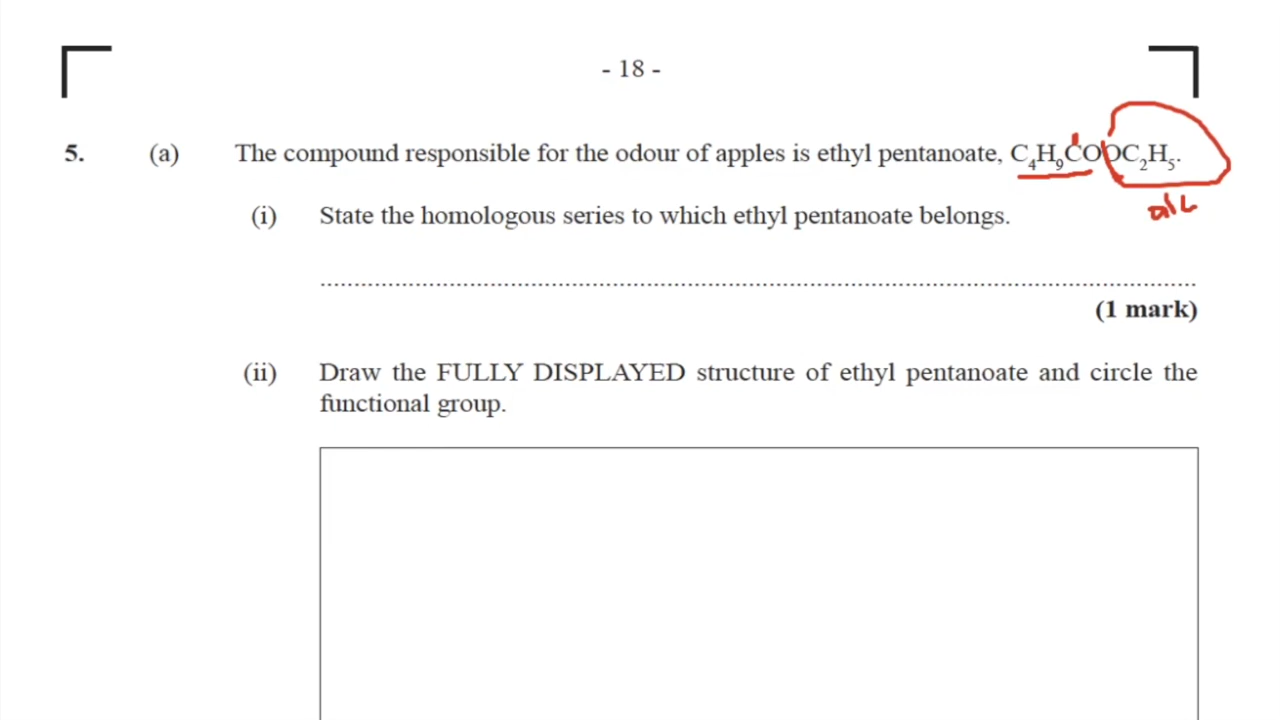 - 18 -
5. (a) The compound responsible for the odour of apples is ethyl pentanoate, C₄H₉COOC₂H₅.
alc
(i) State the homologous series to which ethyl pentanoate belongs.
(1 mark)
(ii) Draw the FULLY DISPLAYED structure of ethyl pentanoate and circle the
functional group.